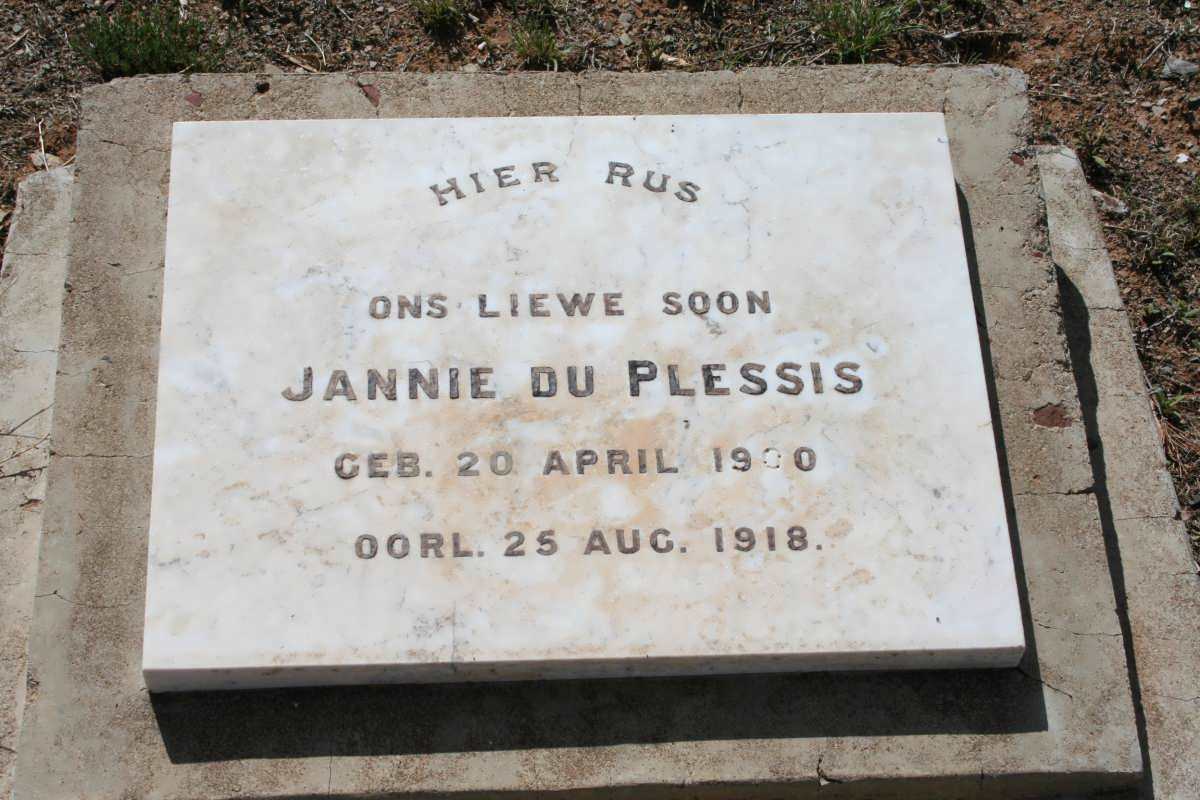 HIER RUS
ONS LIEWE SOON
JANNIE DU PLESSIS
GEB. 20 APRIL 1900
OORL. 25 AUG. 1918.